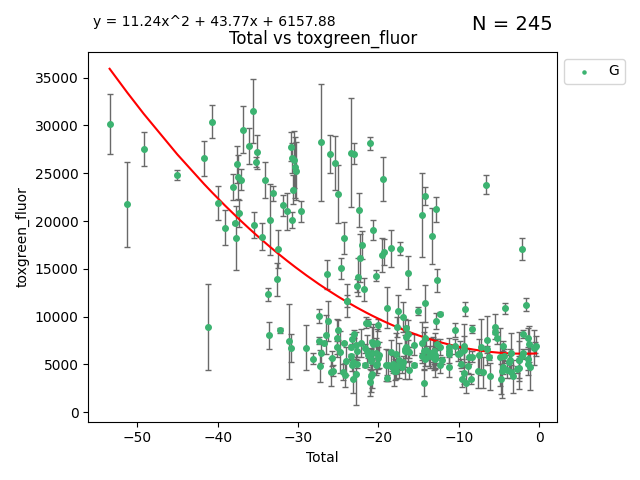 y = 11.24x^2 + 43.77x + 6157.88
N = 245
Total vs toxgreen_fluor
G
35000
30000
25000
20000
15000
10000
5000
0
toxgreen_fluor
−50
−40
−30
−20
−10
0
Total